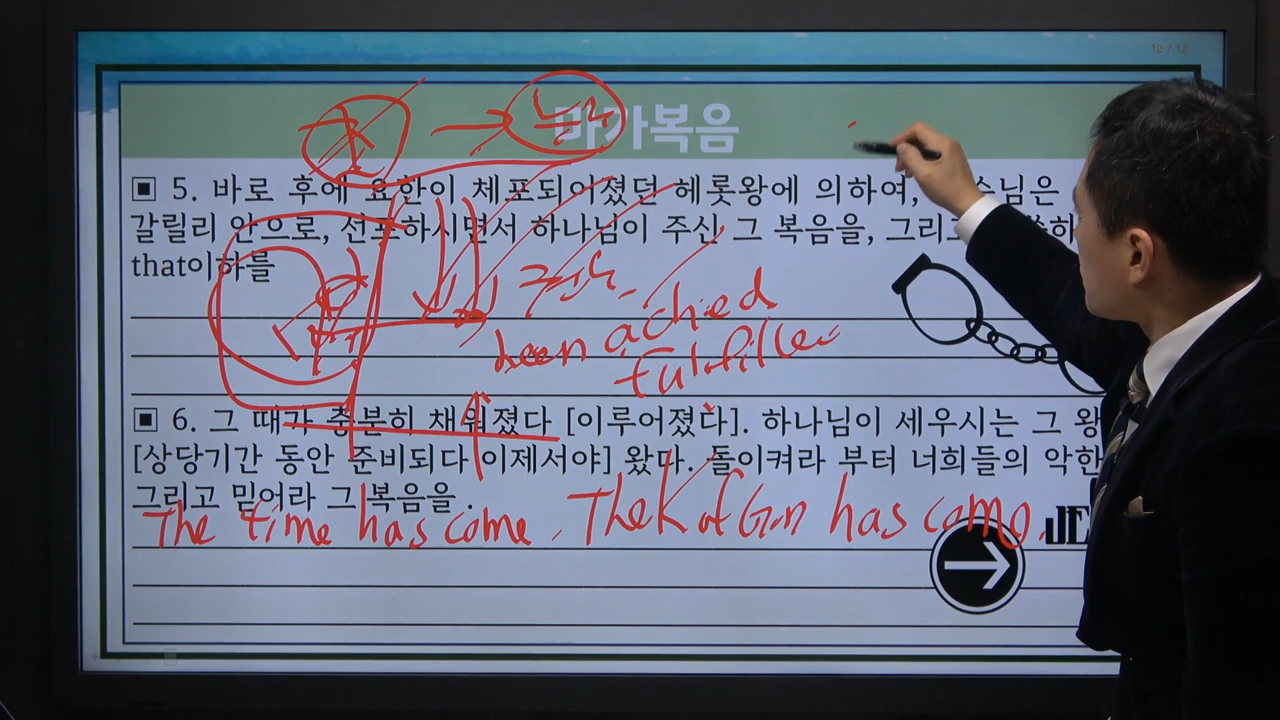 12 / 12
마가복음
▣ 5. 바로 후에 요한이 체포되어졌던 헤롯왕에 의하여, 예수님은
갈릴리 안으로, 선포하시면서 하나님이 주신 그 복음을, 그리고
that이하를
구원
been
fulfilled
▣ 6. 그 때가 충분히 채워졌다 [이루어졌다]. 하나님이 세우시는 그 왕
[상당기간 동안 준비되다 이제서야] 왔다. 돌이켜라 부터 너희들의 악한
그리고 믿어라 그 복음을.
The time has come. The K of God has come.